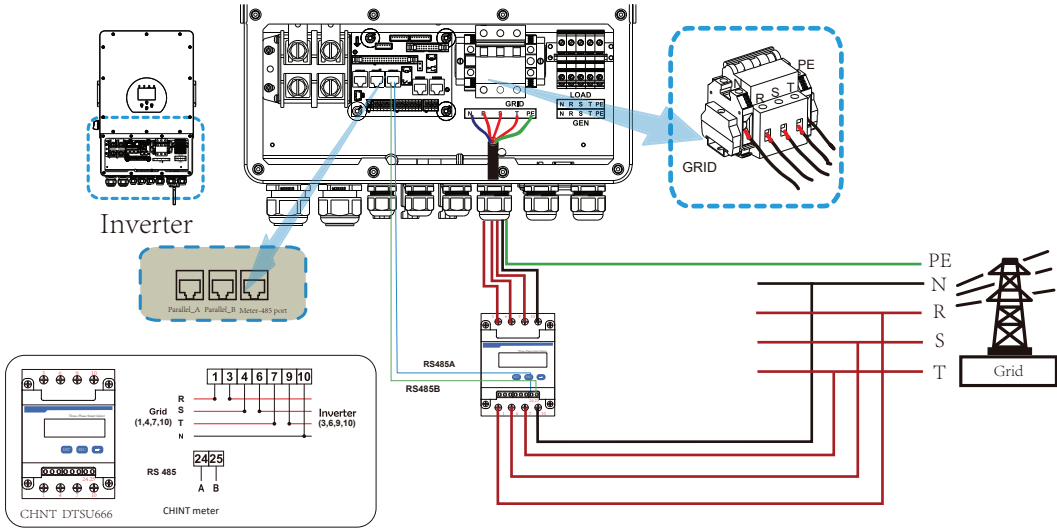 LOAD
N R S T PE
N R S T PE
GEN
GRID
N R S T PE
N
R
S
T
PE
GRID
Inverter
Parallel_A Parallel_B Meter-485 port
PE
N
R
S
T
Grid
RS485A
RS485B
1 3 4 6 7 9 10
R
S
T
N
Grid
(1,4,7,10)
Inverter
(3,6,9,10)
RS 485
24 25
A B
CHINT DTSU666
CHINT meter